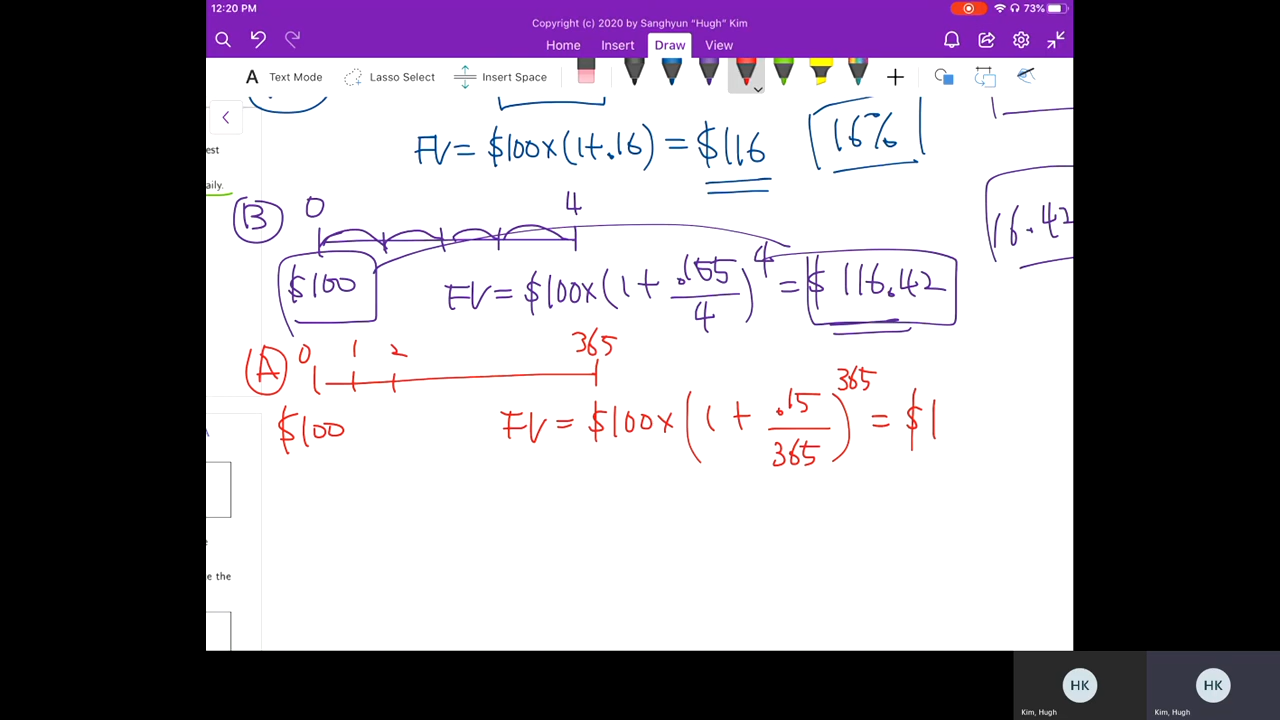 12:20 PM
73%
Copyright (c) 2020 by Sanghyun "Hugh" Kim
Home Insert Draw View
A Text Mode Lasso Select Insert Space
est
aily.
FV = $100x(1+.16) = $116 16%
B 0 4
16.42
$100 FV = $100x(1 + .155/4)^4 = $116.42
A 0 1 2 365
$100 FV = $100x(1 + .15/365)^365 = $1
e the
HK HK
Kim, Hugh Kim, Hugh